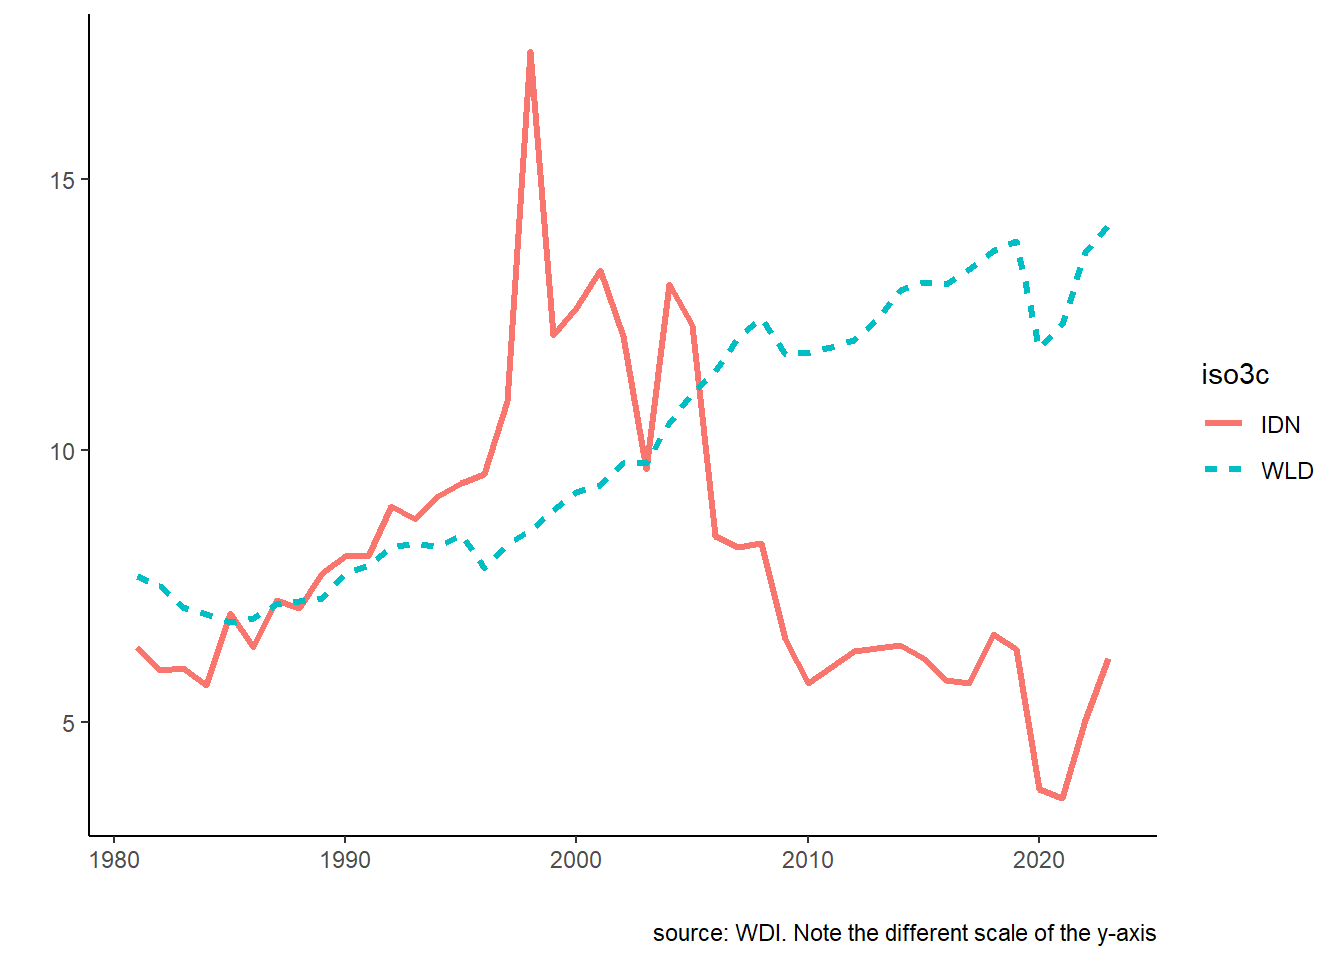 15
10
5
1980 1990 2000 2010 2020
iso3c
IDN
WLD
source: WDI. Note the different scale of the y-axis